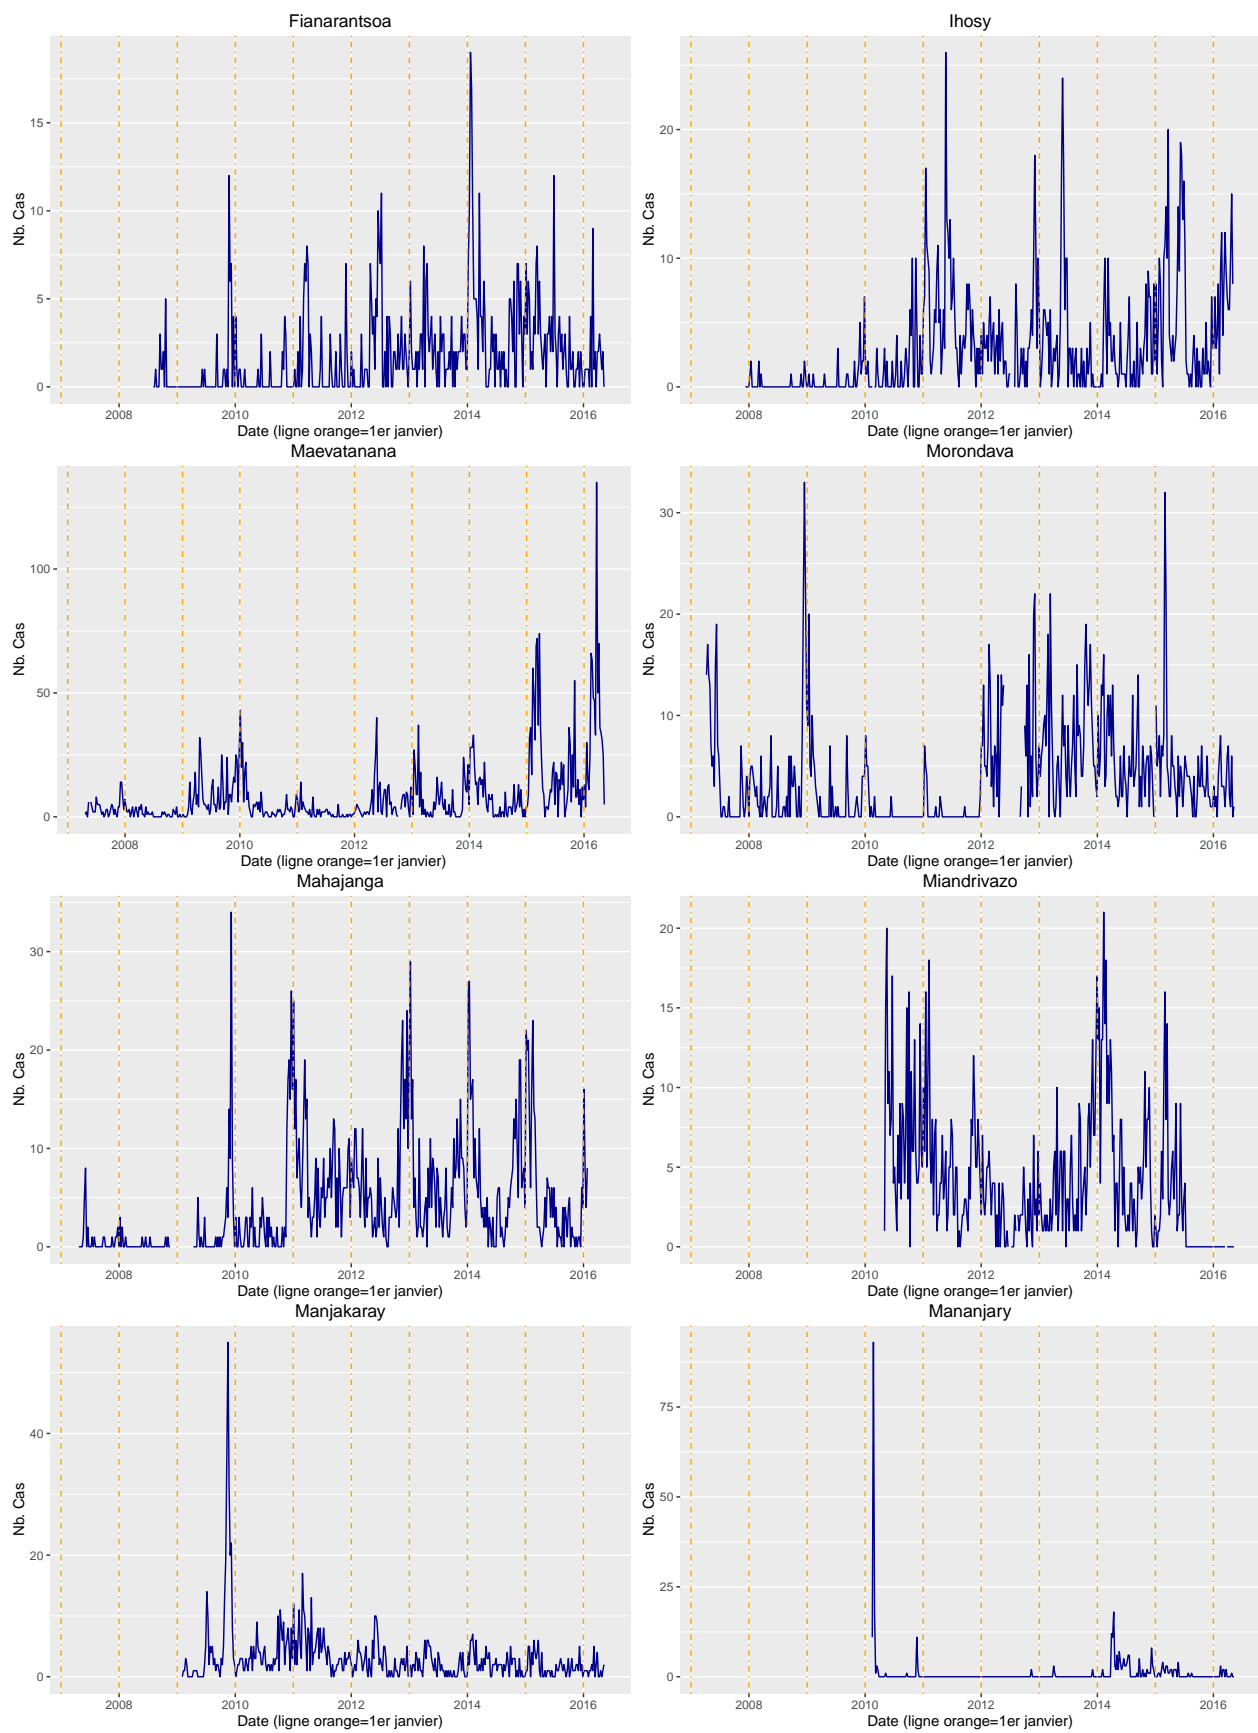 Fianarantsoa
Nb. Cas
15
10
5
0
2008 2010 2012 2014 2016
Date (ligne orange=1er janvier)
Ihosy
Nb. Cas
20
10
0
2008 2010 2012 2014 2016
Date (ligne orange=1er janvier)
Maevatanana
Nb. Cas
100
50
0
2008 2010 2012 2014 2016
Date (ligne orange=1er janvier)
Morondava
Nb. Cas
30
20
10
0
2008 2010 2012 2014 2016
Date (ligne orange=1er janvier)
Mahajanga
Nb. Cas
30
20
10
0
2008 2010 2012 2014 2016
Date (ligne orange=1er janvier)
Miandrivazo
Nb. Cas
20
15
10
5
0
2008 2010 2012 2014 2016
Date (ligne orange=1er janvier)
Manjakaray
Nb. Cas
40
20
0
2008 2010 2012 2014 2016
Date (ligne orange=1er janvier)
Mananjary
Nb. Cas
75
50
25
0
2008 2010 2012 2014 2016
Date (ligne orange=1er janvier)